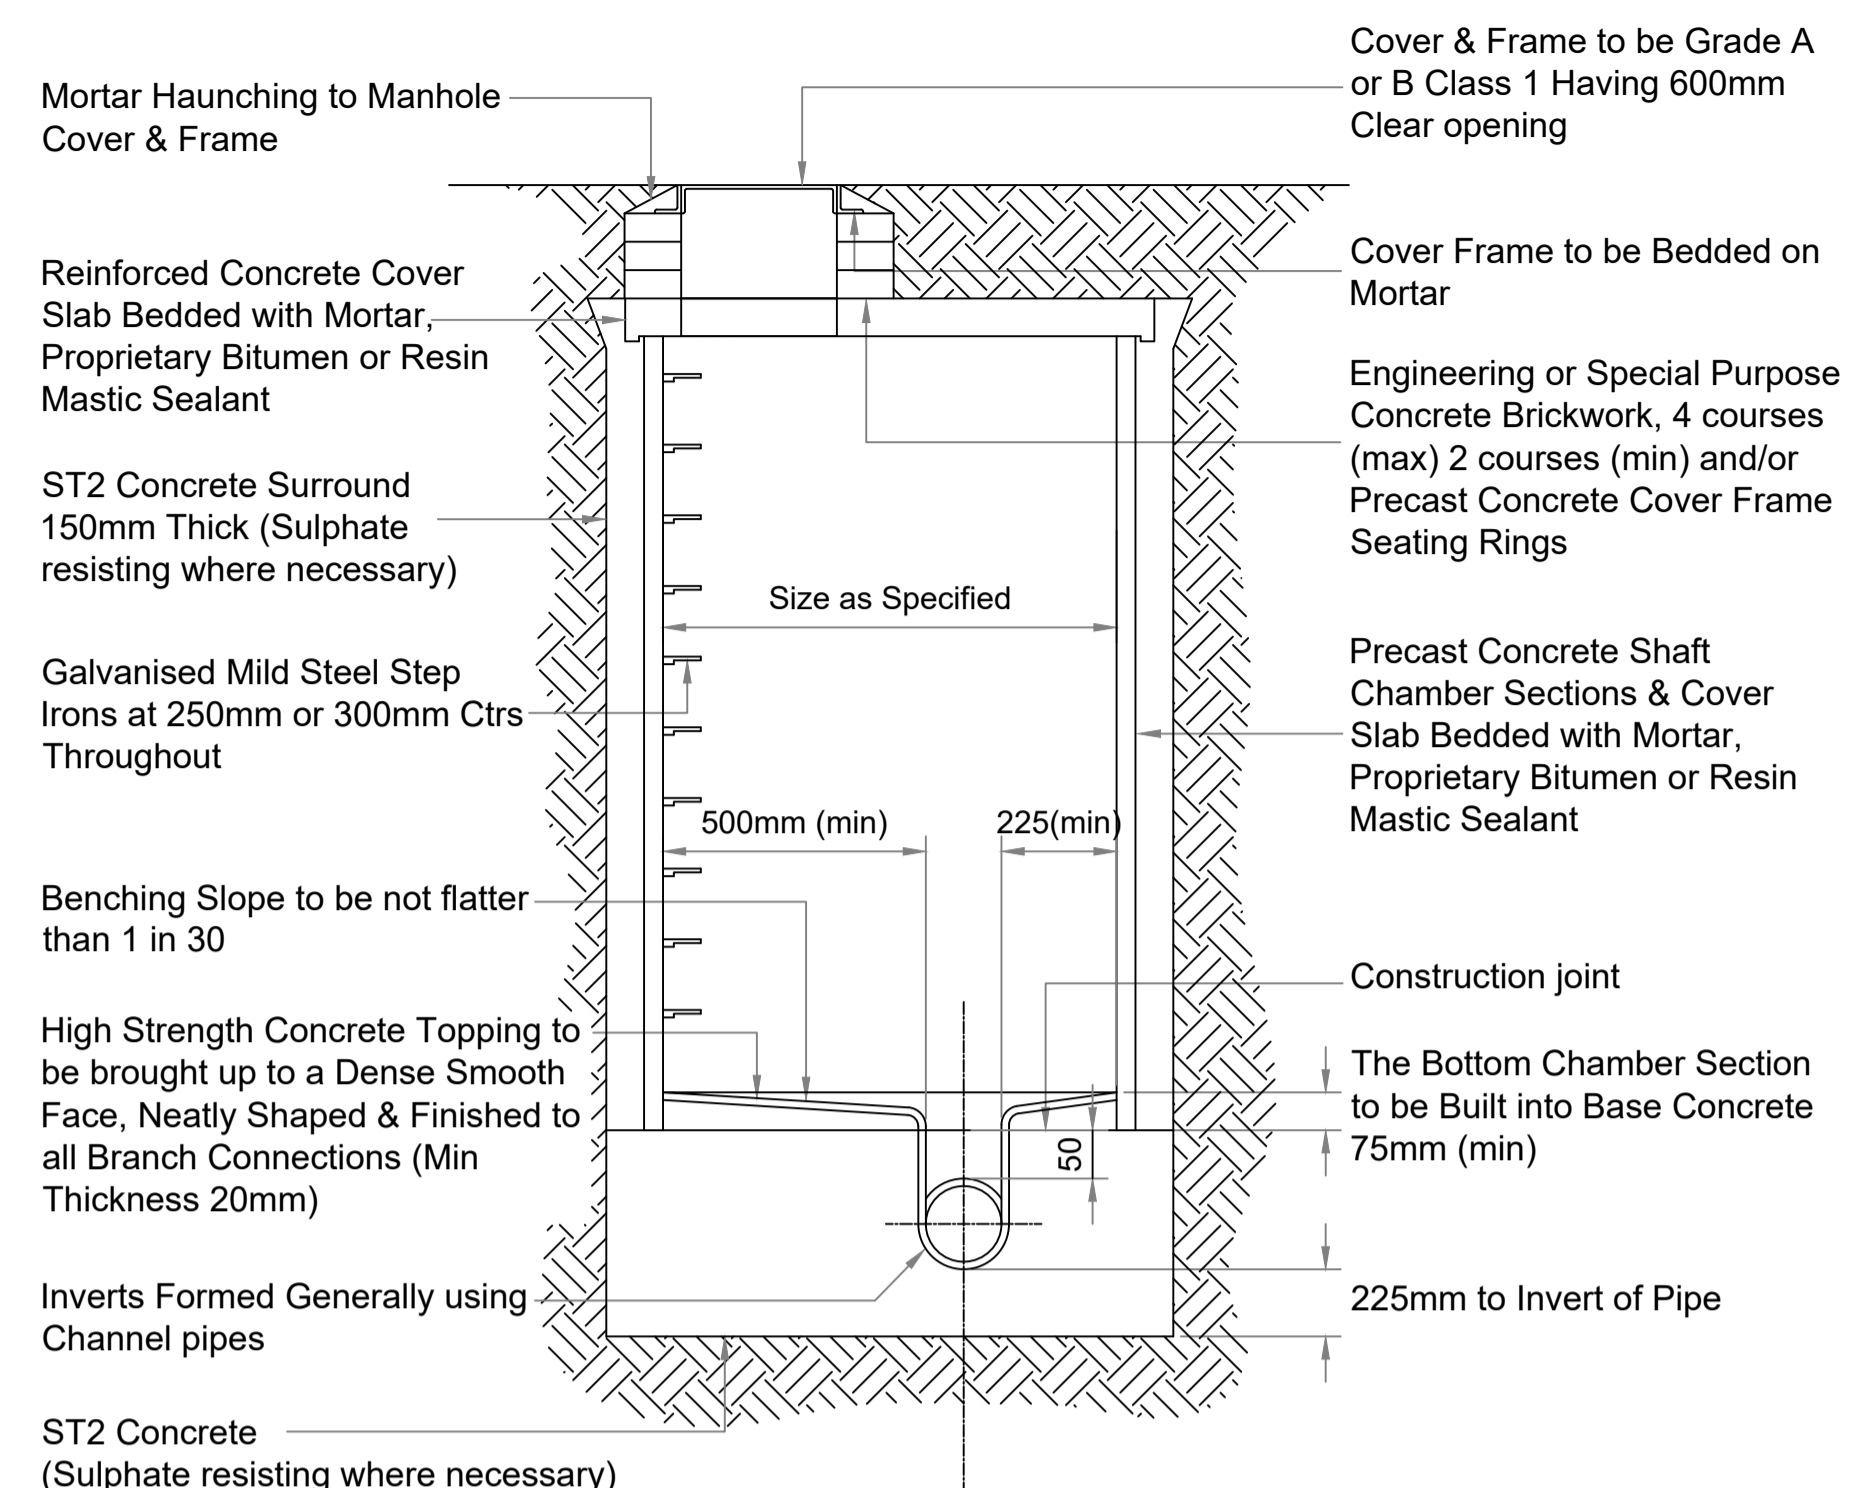 Mortar Haunching to Manhole
Cover & Frame
Reinforced Concrete Cover
Slab Bedded with Mortar,
Proprietary Bitumen or Resin
Mastic Sealant
ST2 Concrete Surround
150mm Thick (Sulphate
resisting where necessary)
Galvanised Mild Steel Step
Irons at 250mm or 300mm Ctrs
Throughout
Benching Slope to be not flatter
than 1 in 30
High Strength Concrete Topping to
be brought up to a Dense Smooth
Face, Neatly Shaped & Finished to
all Branch Connections (Min
Thickness 20mm)
Inverts Formed Generally using
Channel pipes
ST2 Concrete
(Sulphate resisting where necessary)
Size as Specified
500mm (min)
225(min)
50
Cover & Frame to be Grade A
or B Class 1 Having 600mm
Clear opening
Cover Frame to be Bedded on
Mortar
Engineering or Special Purpose
Concrete Brickwork, 4 courses
(max) 2 courses (min) and/or
Precast Concrete Cover Frame
Seating Rings
Precast Concrete Shaft
Chamber Sections & Cover
Slab Bedded with Mortar,
Proprietary Bitumen or Resin
Mastic Sealant
Construction joint
The Bottom Chamber Section
to be Built into Base Concrete
75mm (min)
225mm to Invert of Pipe